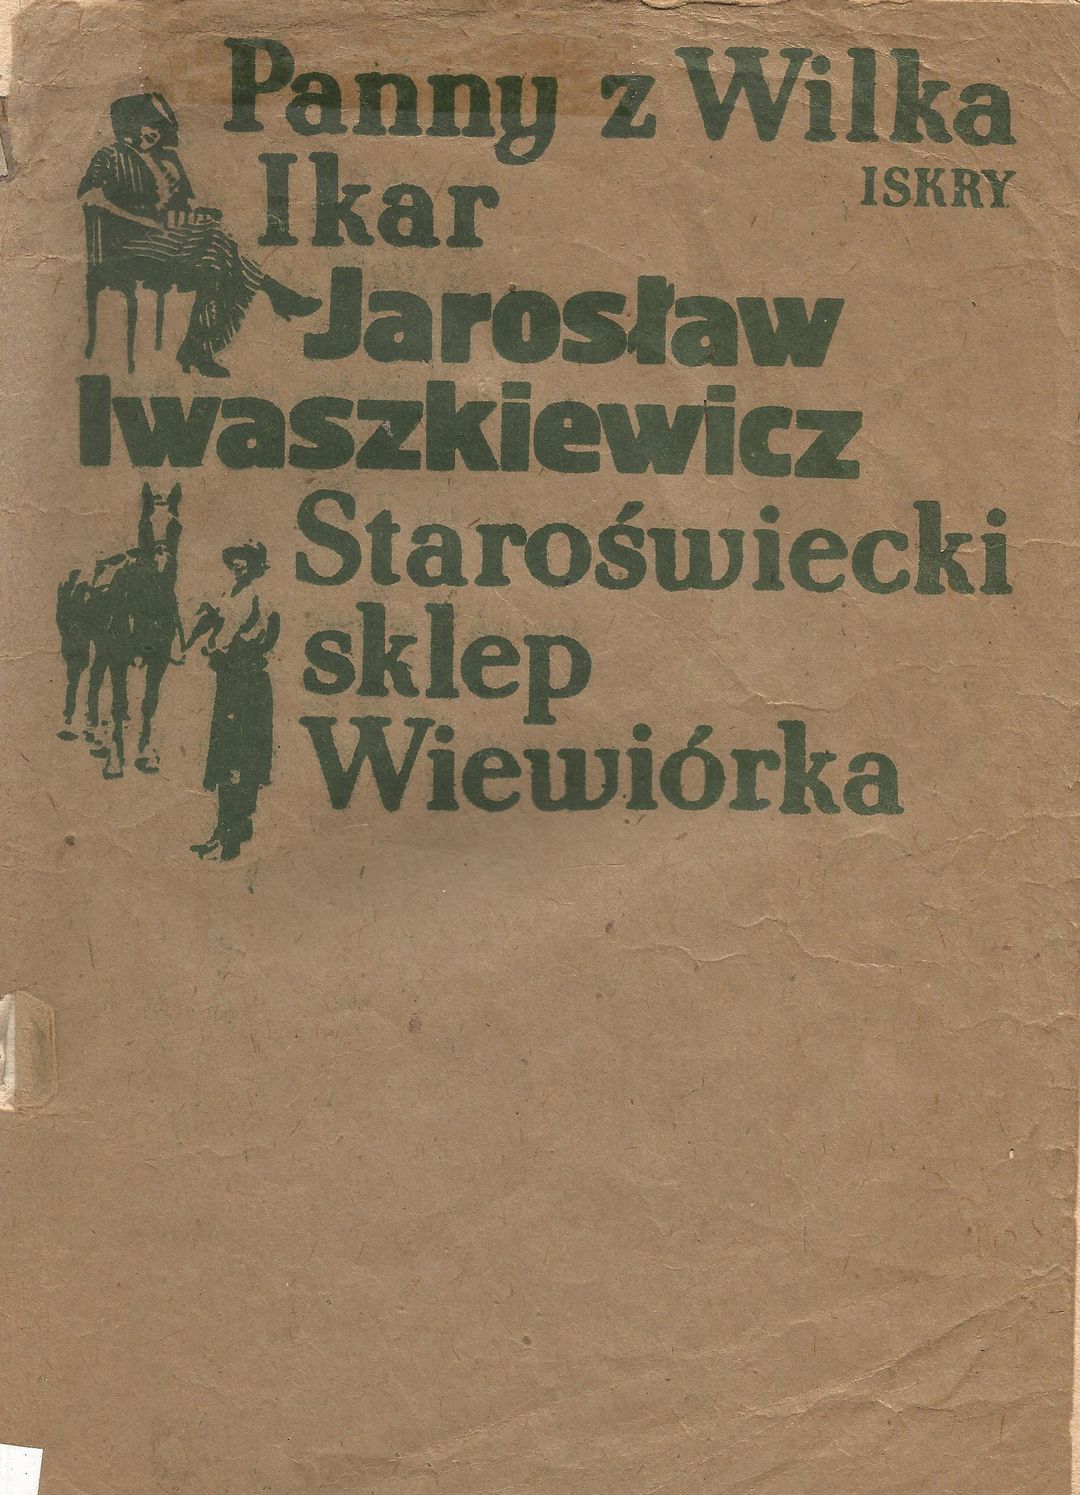 Panny z Wilka
ISKRY
Ikar
Jarosław
Iwaszkiewicz
Staroświecki
sklep
Wiewiórka